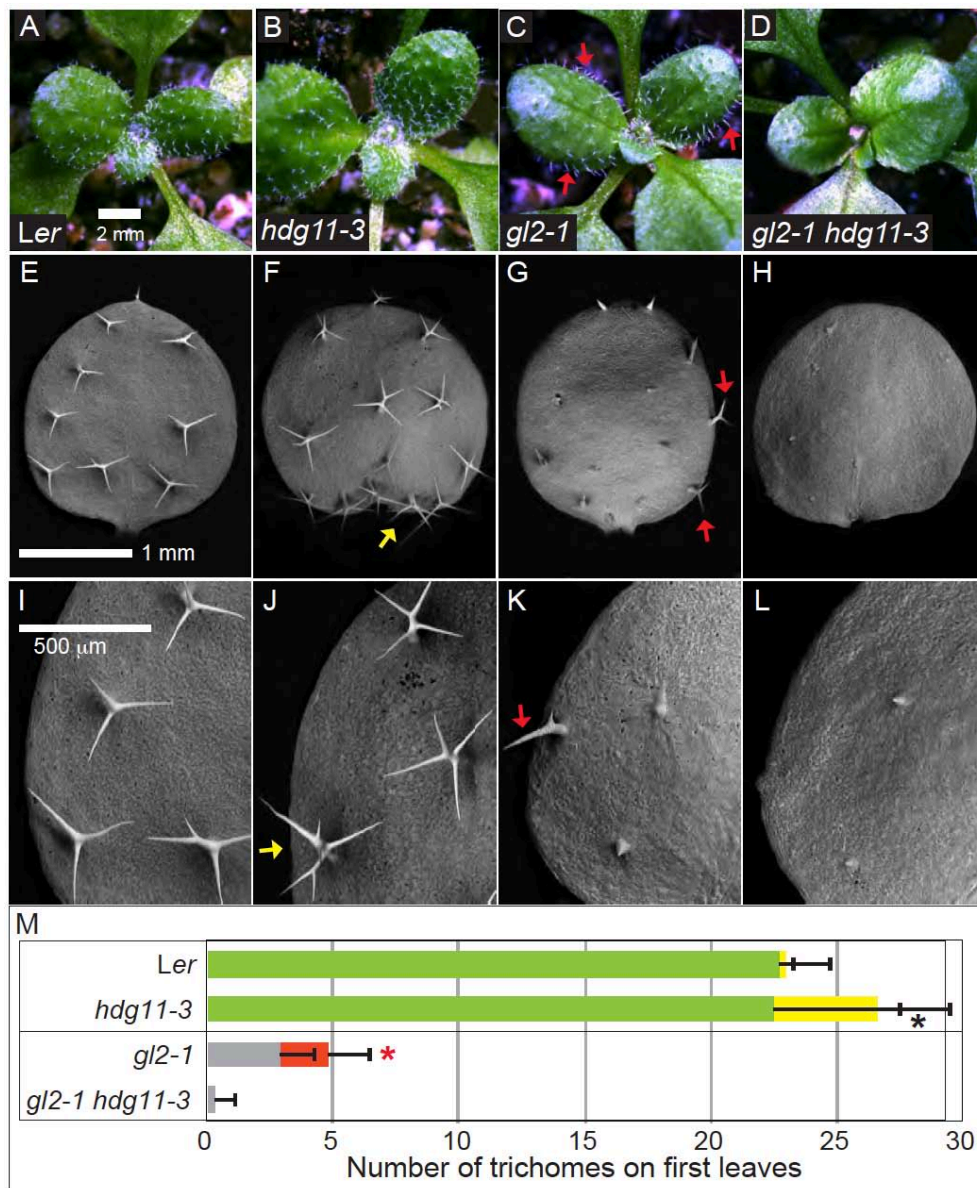 A
B
C
D
Ler
2 mm
hdg11-3
gl2-1
gl2-1 hdg11-3
E
F
G
H
1 mm
I
J
K
L
500 μm
M
Ler
hdg11-3
*
gl2-1
*
gl2-1 hdg11-3
0 5 10 15 20 25 30
Number of trichomes on first leaves